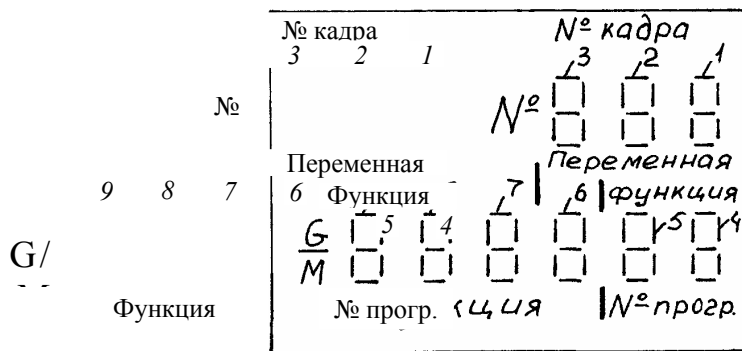 № кадра № кадра
3 2 1 3 2 1
№ №
Переменная Переменная
9 8 7 6 Функция 7 6 функция
G/ G/M 5 4 5 4
Функция № прогр. кция № прогр.